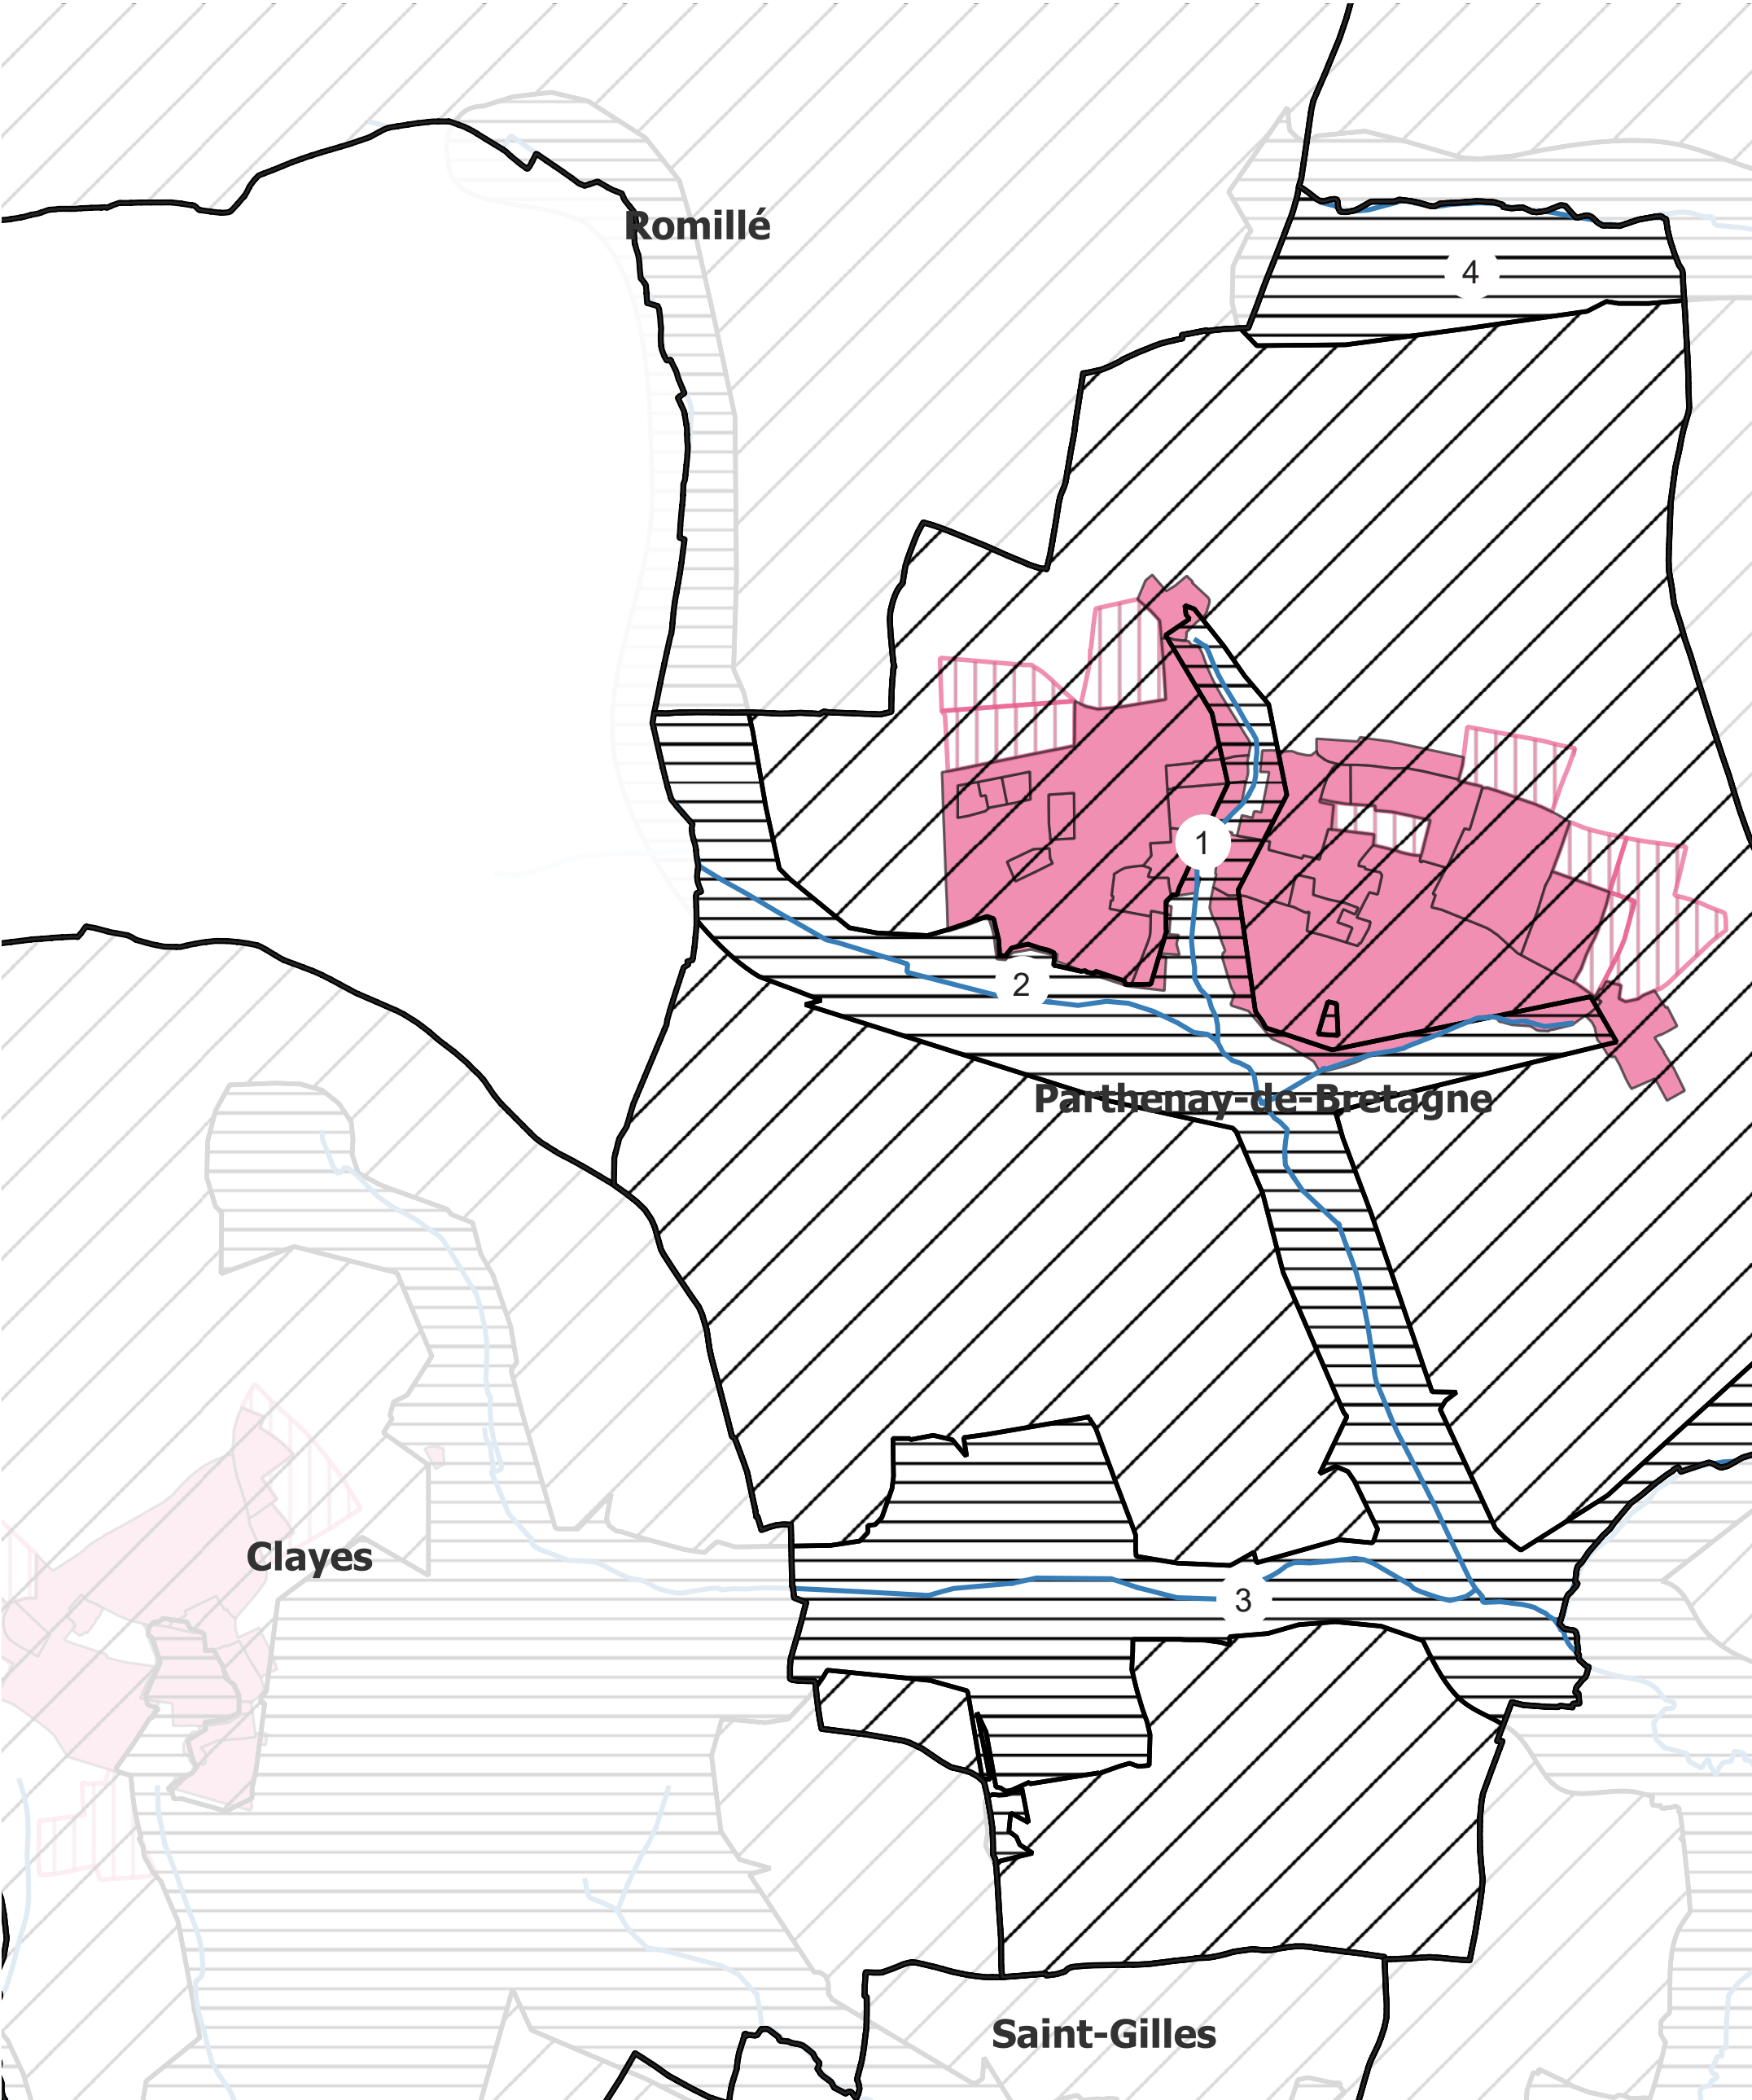 Romillé
4
1
2
Parthenay-de-Bretagne
Clayes
3
Saint-Gilles